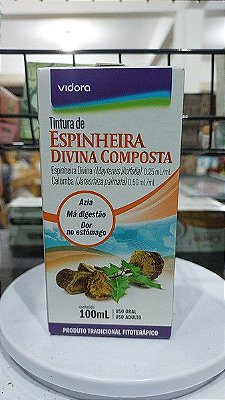 vidora
Tintura de
ESPINHEIRA
DIVINA COMPOSTA
Espinheira Divina (Maytenus ilicifolia) 0,25 mL/mL
Calumba (Jateorhiza palmata) 0,50 mL/mL
Azia
Má digestão
Dor
no estômago
conteúdo
100mL
USO ORAL
USO ADULTO
PRODUTO TRADICIONAL FITOTERÁPICO